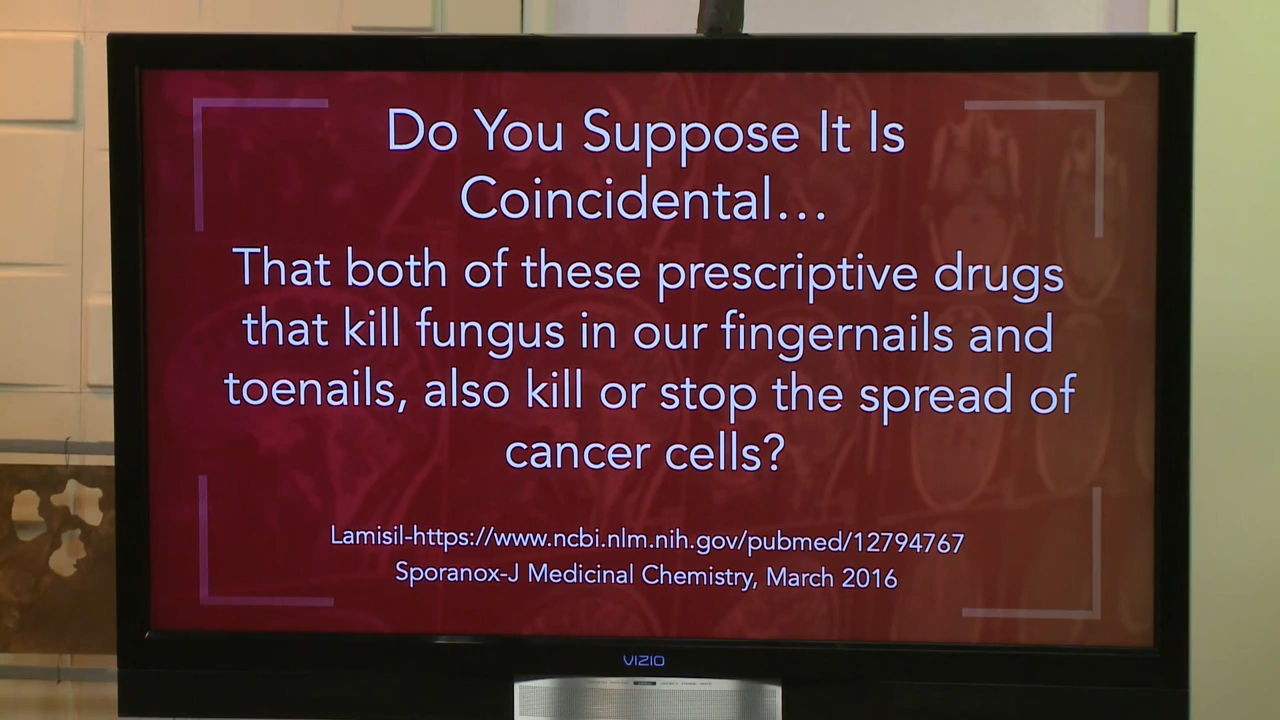 Do You Suppose It Is
Coincidental...
That both of these prescriptive drugs
that kill fungus in our fingernails and
toenails, also kill or stop the spread of
cancer cells?
Lamisil-https://www.ncbi.nlm.nih.gov/pubmed/12794767
Sporanox-J Medicinal Chemistry, March 2016
VIZIO